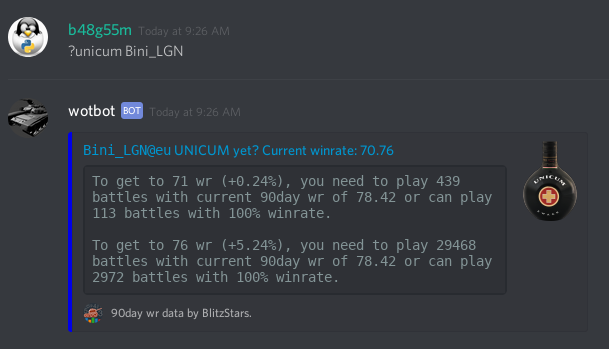 b48g55m Today at 9:26 AM
?unicum Bini_LGN
wotbot BOT Today at 9:26 AM
Bini_LGN@eu UNICUM yet? Current winrate: 70.76
To get to 71 wr (+0.24%), you need to play 439
battles with current 90day wr of 78.42 or can play
113 battles with 100% winrate.
To get to 76 wr (+5.24%), you need to play 29468
battles with current 90day wr of 78.42 or can play
2972 battles with 100% winrate.
UNICUM
90day wr data by BlitzStars.